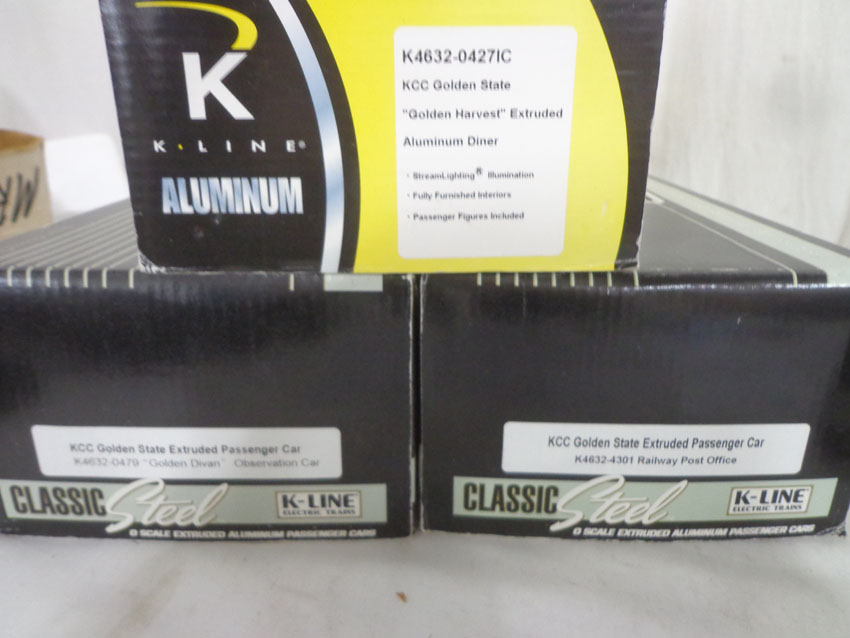 K
K·LINE®
ALUMINUM
K4632-0427IC
KCC Golden State
"Golden Harvest" Extruded
Aluminum Diner
· StreamLighting® Illumination
· Fully Furnished Interiors
· Passenger Figures Included
MR
KCC Golden State Extruded Passenger Car
K4632-0479 "Golden Divan" Observation Car
CLASSIC Steel
K-LINE
ELECTRIC TRAINS
O SCALE EXTRUDED ALUMINUM PASSENGER CARS
KCC Golden State Extruded Passenger Car
K4632-4301 Railway Post Office
CLASSIC Steel
K-LINE
ELECTRIC TRAINS
O SCALE EXTRUDED ALUMINUM PASSENGER CARS